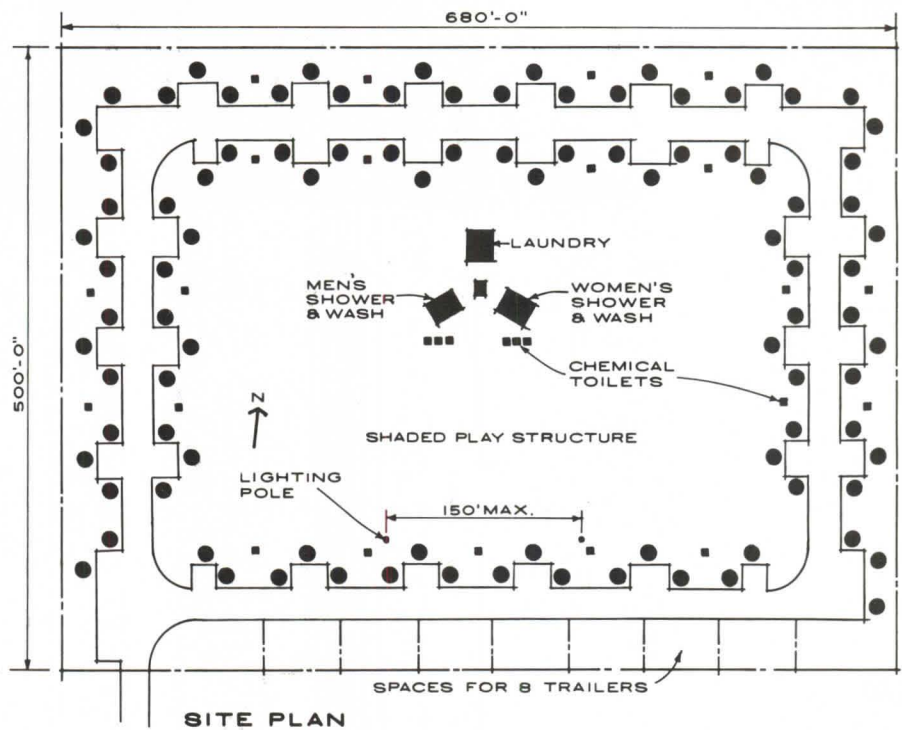 680'-0"
500'-0"
LAUNDRY
MEN'S
SHOWER
& WASH
WOMEN'S
SHOWER
& WASH
CHEMICAL
TOILETS
N
SHADED PLAY STRUCTURE
LIGHTING
POLE
150' MAX.
SPACES FOR 8 TRAILERS
SITE PLAN